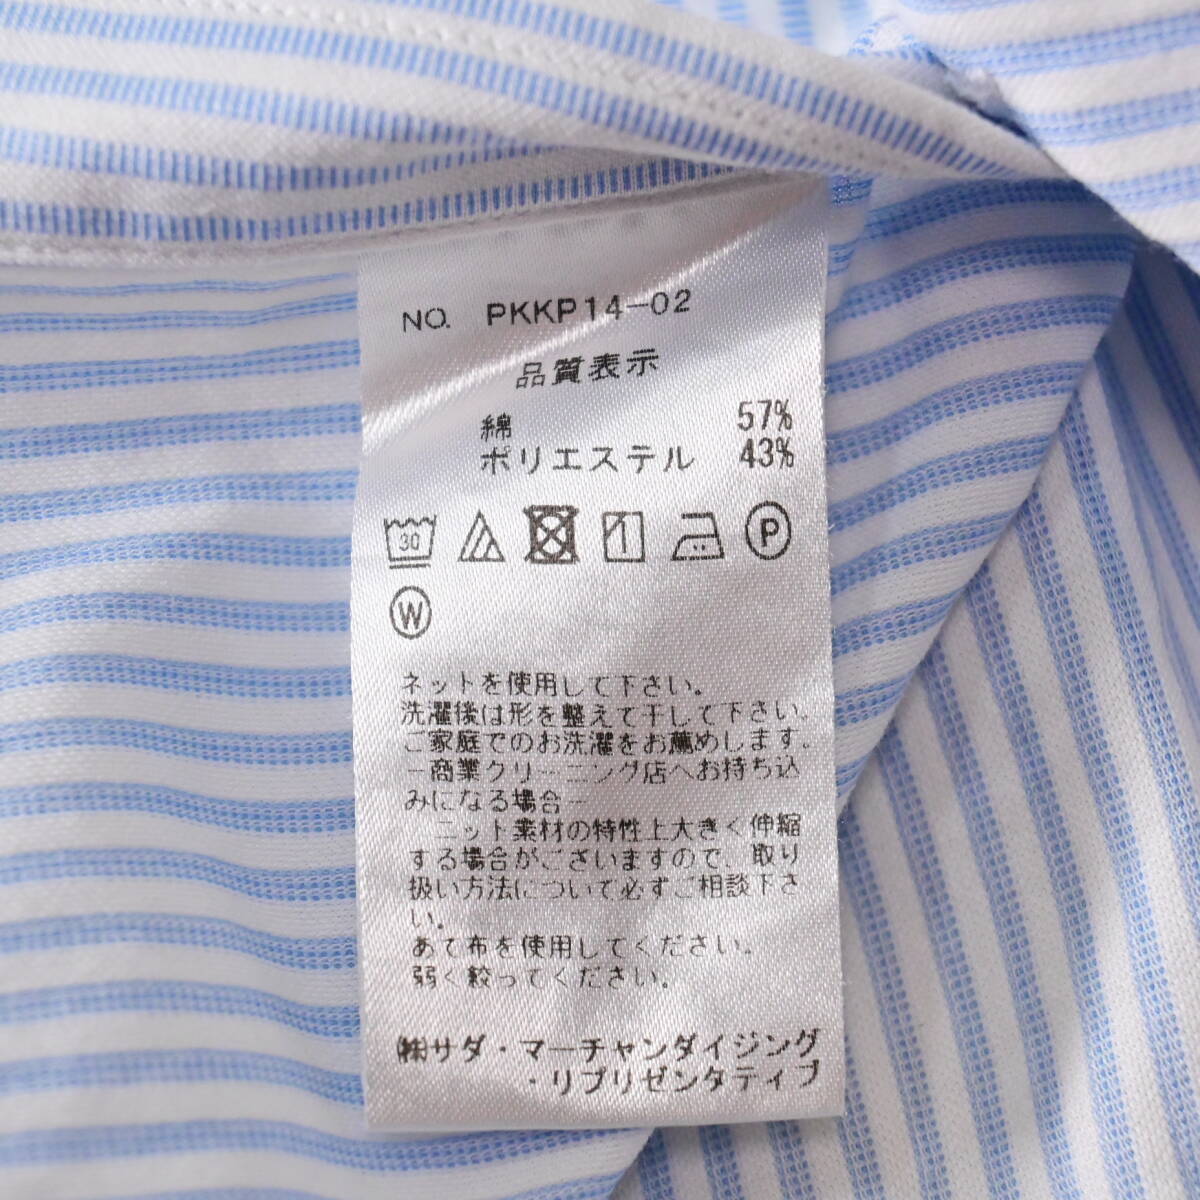 NO. PKKP14-02
品質表示
綿 57%
ポリエステル 43%
30
P
W
ネットを使用して下さい。
洗濯後は形を整えて干して下さい。
ご家庭でのお洗濯をお薦めします。
-商業クリーニング店へお持ち込
みになる場合-
ニット素材の特性上大きく伸縮
する場合がございますので、取り
扱い方法について必ずご相談下さ
い。
あて布を使用してください。
弱く絞ってください。
㈱サダ・マーチャンダイジング
・リプリゼンタティブ